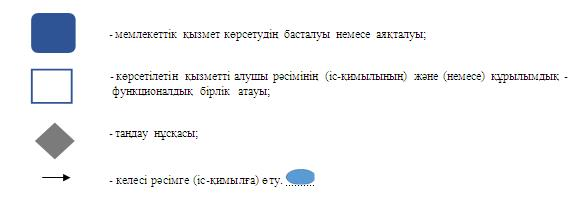 - мемлекеттік қызмет көрсетудің басталуы немесе аяқталуы;
- көрсетілетін қызметті алушы рәсімінің (іс-қимылының) және (немесе) құрылымдық -
функционалдық бірлік атауы;
- таңдау нұсқасы;
- келесі рәсімге (іс-қимылға) өту.